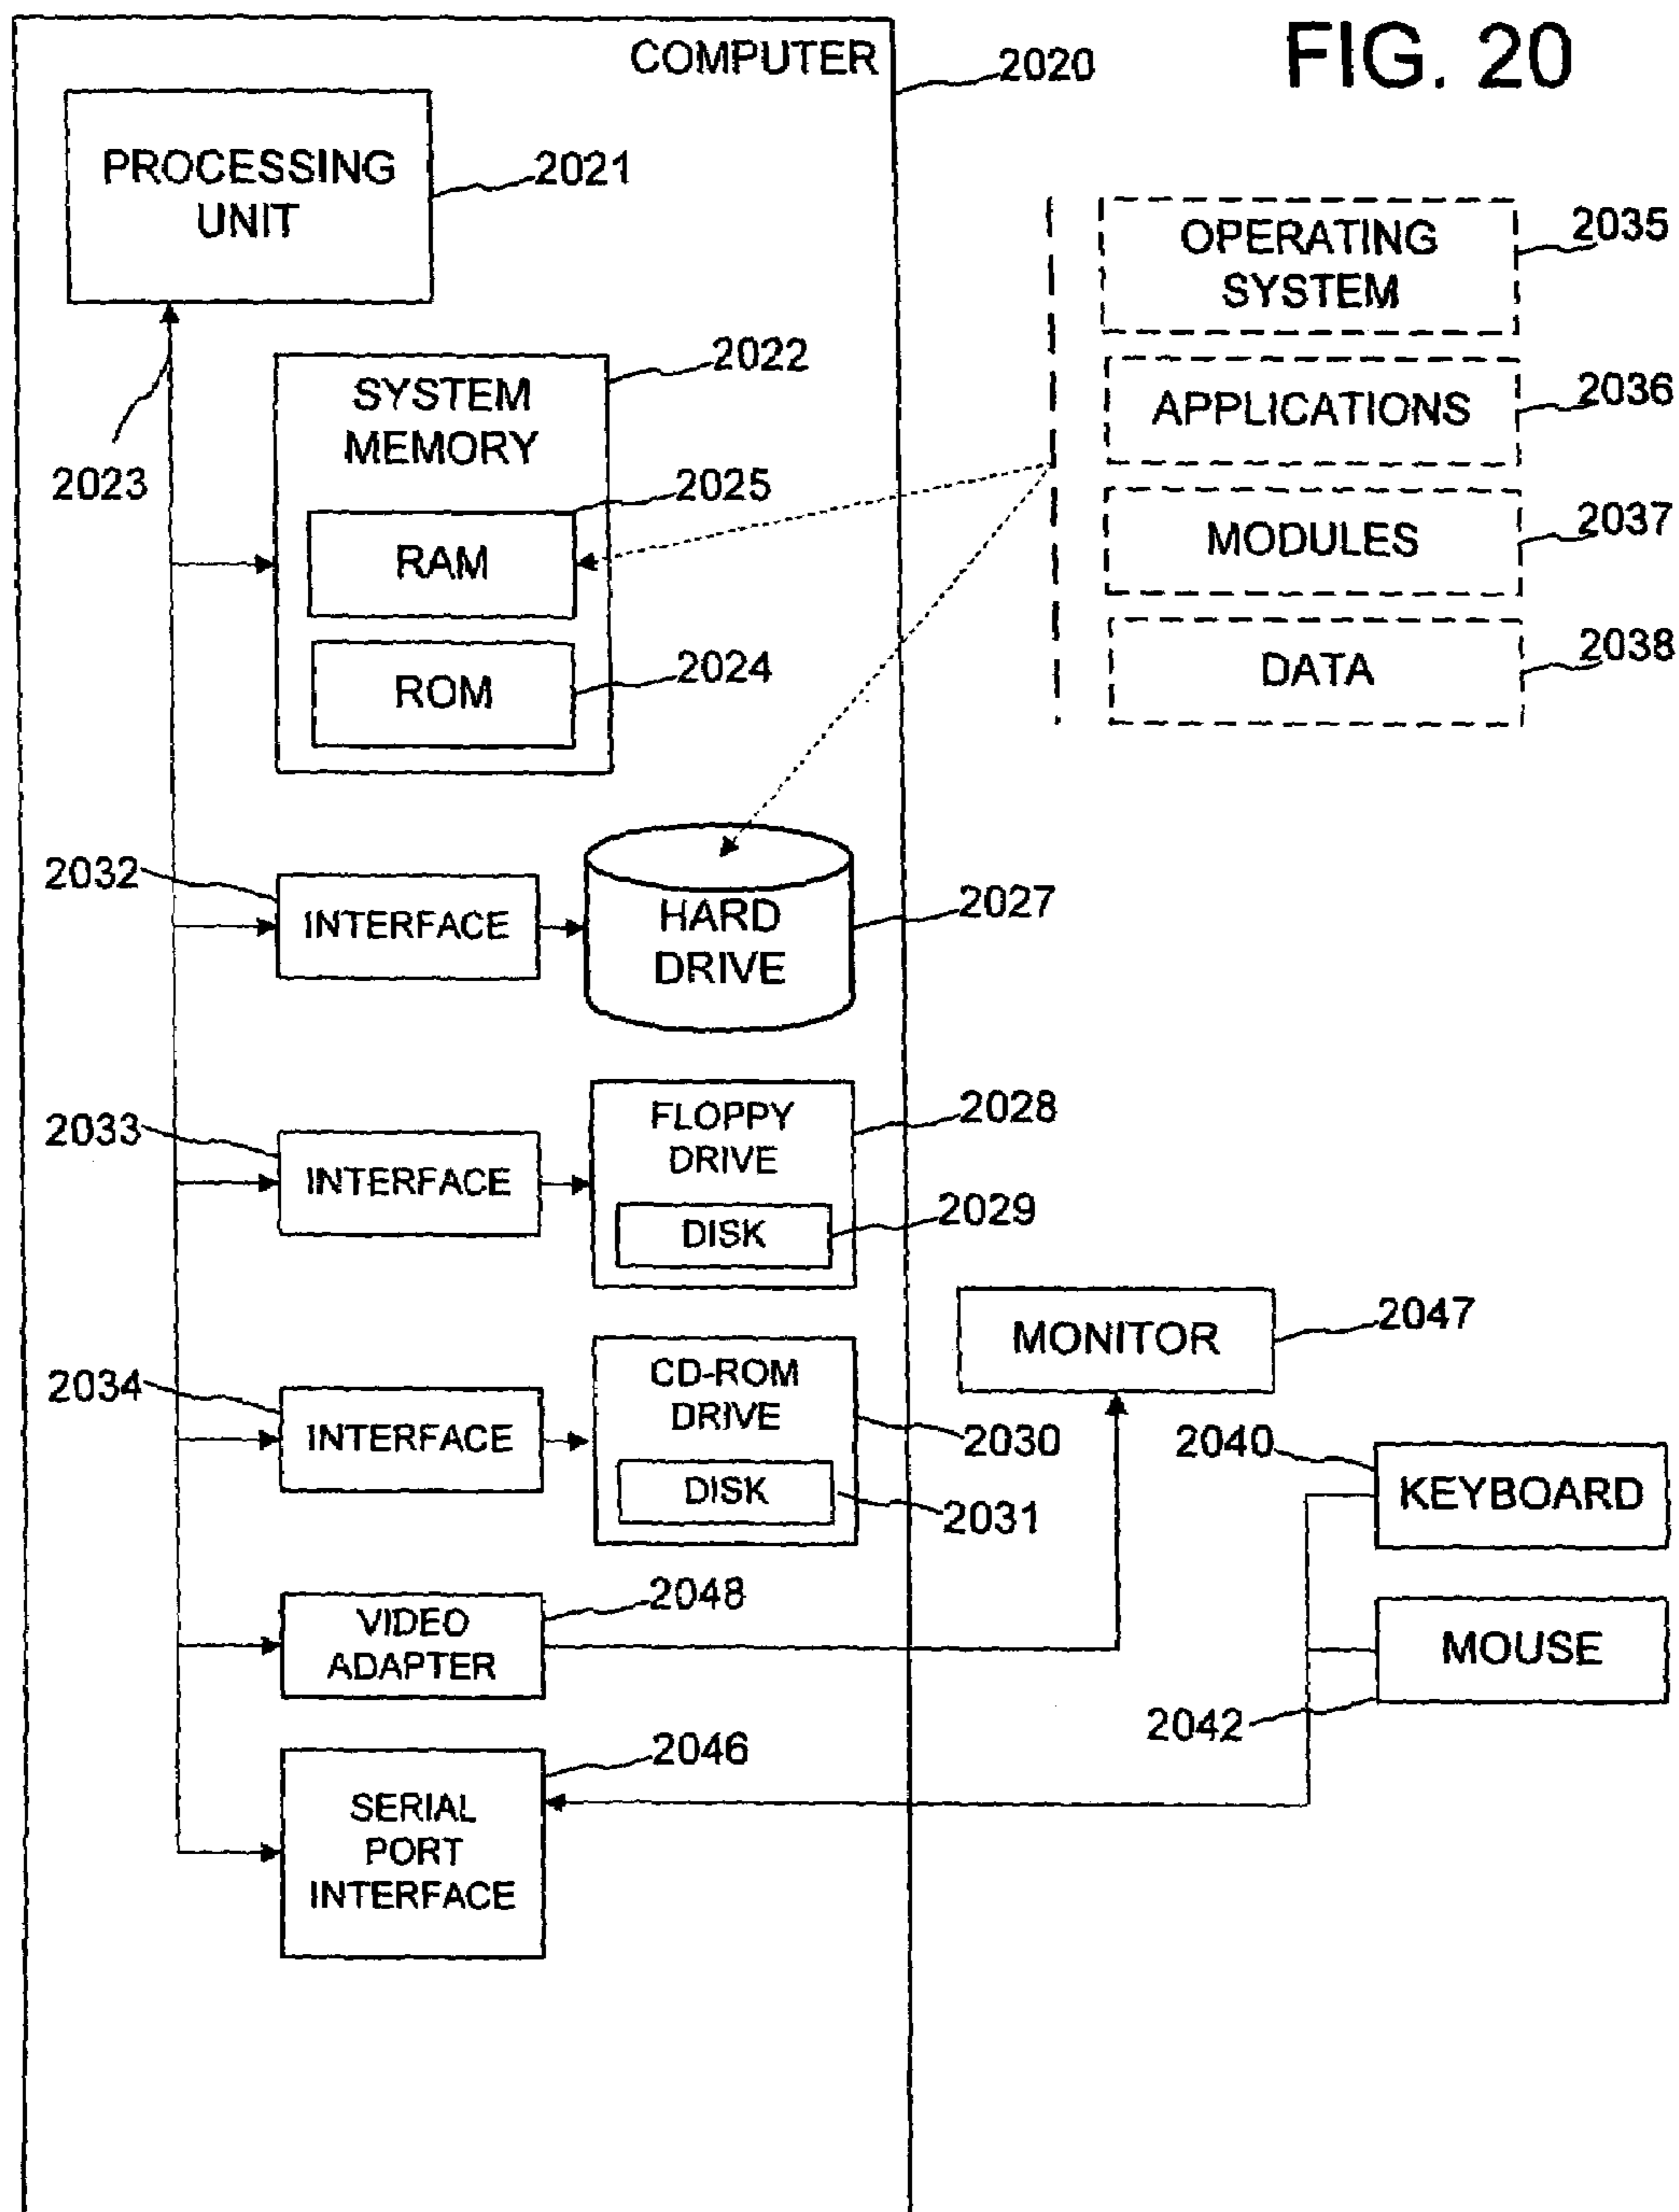 FIG. 20
COMPUTER
2020
PROCESSING
UNIT
2021
2023
SYSTEM
MEMORY
2022
2025
RAM
ROM
2024
OPERATING
SYSTEM
2035
APPLICATIONS
2036
MODULES
2037
DATA
2038
2032
INTERFACE
HARD
DRIVE
2027
2033
INTERFACE
FLOPPY
DRIVE
2028
DISK
2029
2034
INTERFACE
CD-ROM
DRIVE
2030
DISK
2031
MONITOR
2047
2040
KEYBOARD
MOUSE
2042
VIDEO
ADAPTER
2048
2046
SERIAL
PORT
INTERFACE